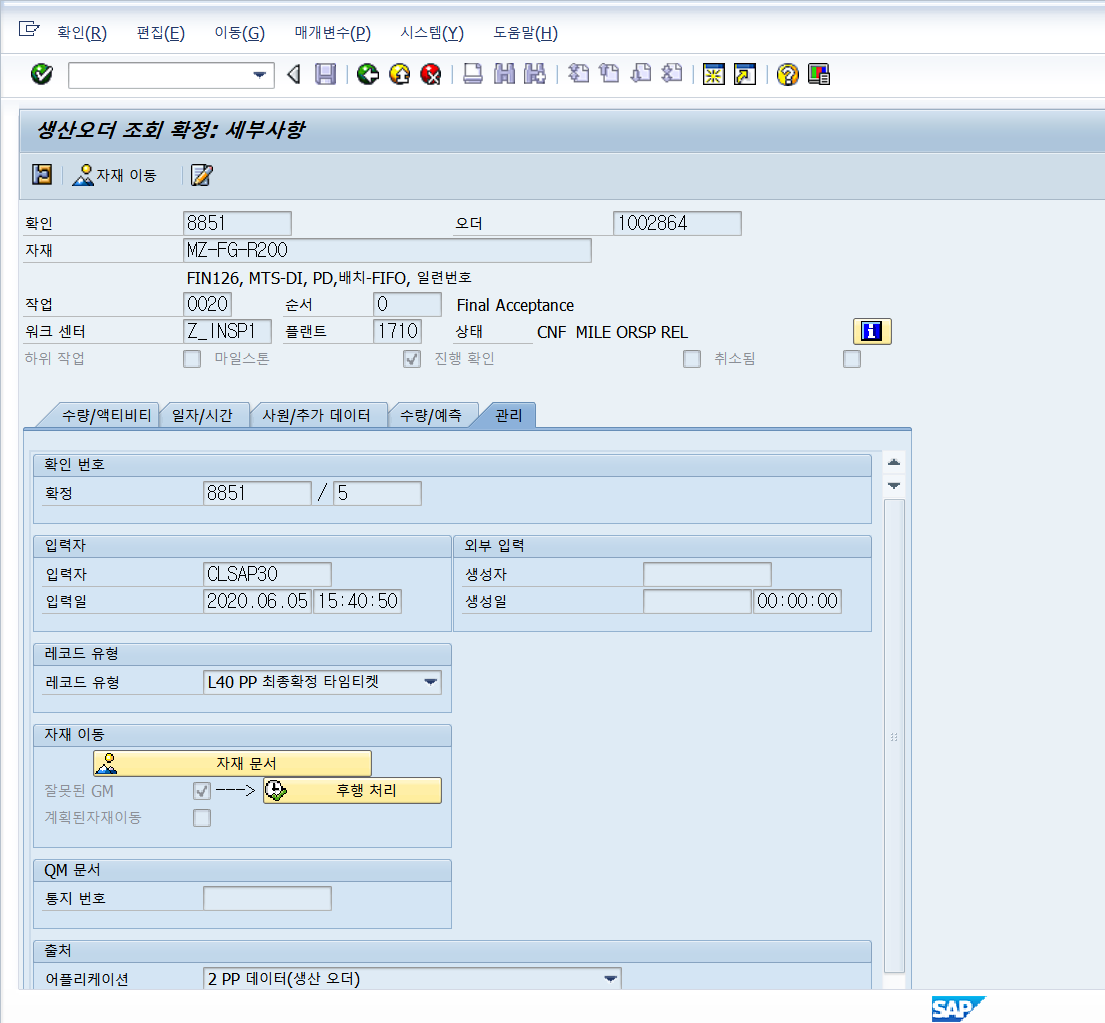 확인(R) 편집(E) 이동(G) 매개변수(P) 시스템(Y) 도움말(H)
생산오더 조회 확정: 세부사항
자재 이동
확인 8851 오더 1002864
자재 MZ-FG-R200
FIN126, MTS-DI, PD,배치-FIFO, 일련번호
작업 0020 순서 0 Final Acceptance
워크 센터 Z_INSP1 플랜트 1710 상태 CNF MILE ORSP REL
하위 작업 마일스톤 진행 확인 취소됨
수량/액티비티 일자/시간 사원/추가 데이터 수량/예측 관리
확인 번호
확정 8851 / 5
입력자 외부 입력
입력자 CLSAP30 생성자
입력일 2020.06.05 15:40:50 생성일 00:00:00
레코드 유형
레코드 유형 L40 PP 최종확정 타임티켓
자재 이동
자재 문서
잘못된 GM ---> 후행 처리
계획된자재이동
QM 문서
통지 번호
출처
어플리케이션 2 PP 데이터(생산 오더)
SAP